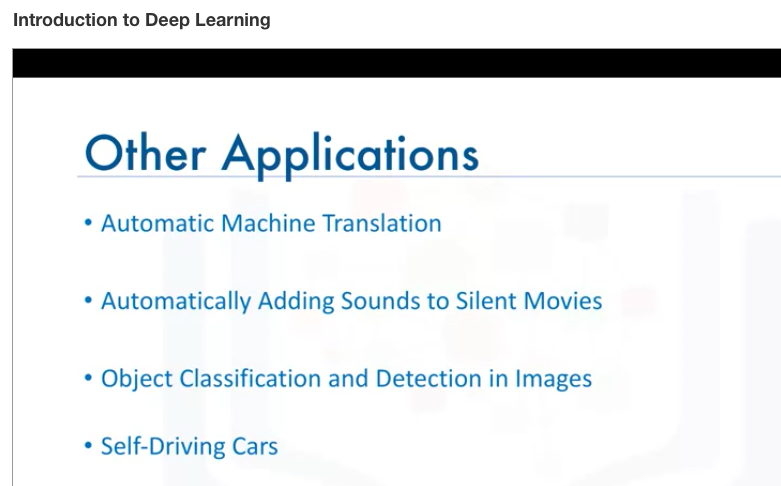 Introduction to Deep Learning
Other Applications
• Automatic Machine Translation
• Automatically Adding Sounds to Silent Movies
• Object Classification and Detection in Images
• Self-Driving Cars